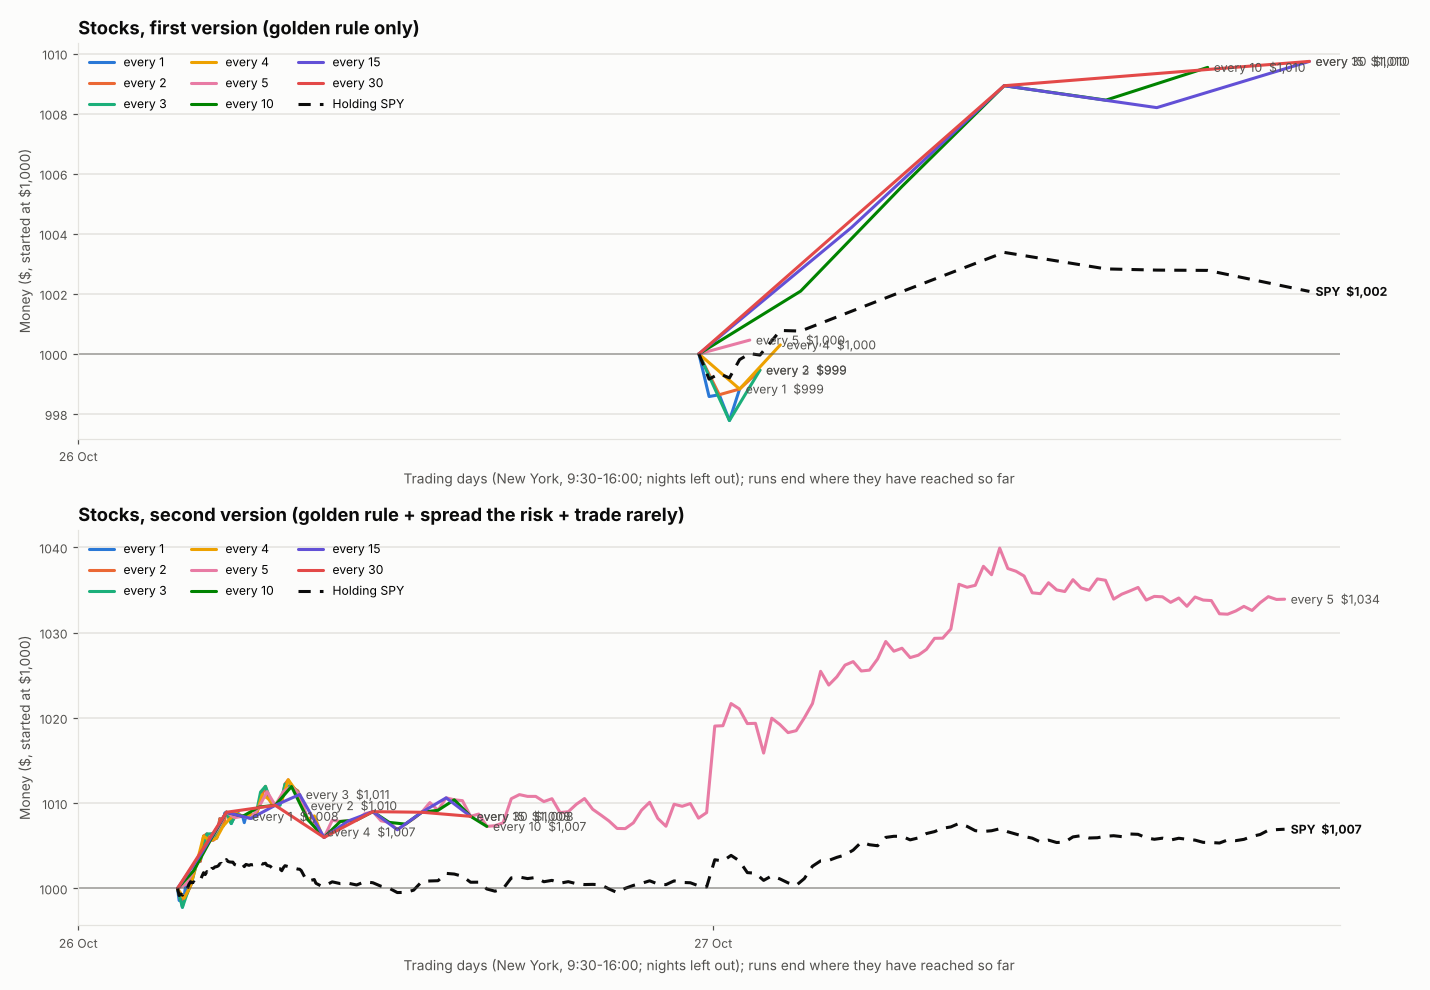 Stocks, first version (golden rule only)
1010
every 1 every 4 every 15
every 2 every 5 every 30
every 3 every 10 Holding SPY
every 10 $1,010
$1,010
1008
1006
1004
1002
1000
998
Money ($, started at $1,000)
SPY $1,002
every 5 $1,000
every 4 $1,000
$999
every 1 $999
26 Oct
Trading days (New York, 9:30-16:00; nights left out); runs end where they have reached so far
Stocks, second version (golden rule + spread the risk + trade rarely)
1040
every 1 every 4 every 15
every 2 every 5 every 30
every 3 every 10 Holding SPY
1030
1020
1010
1000
Money ($, started at $1,000)
every 5 $1,034
every 3 $1,011
every 2 $1,010
every 1 $1,008
every 4 $1,007
$1,008
every 10 $1,007
SPY $1,007
26 Oct
27 Oct
Trading days (New York, 9:30-16:00; nights left out); runs end where they have reached so far